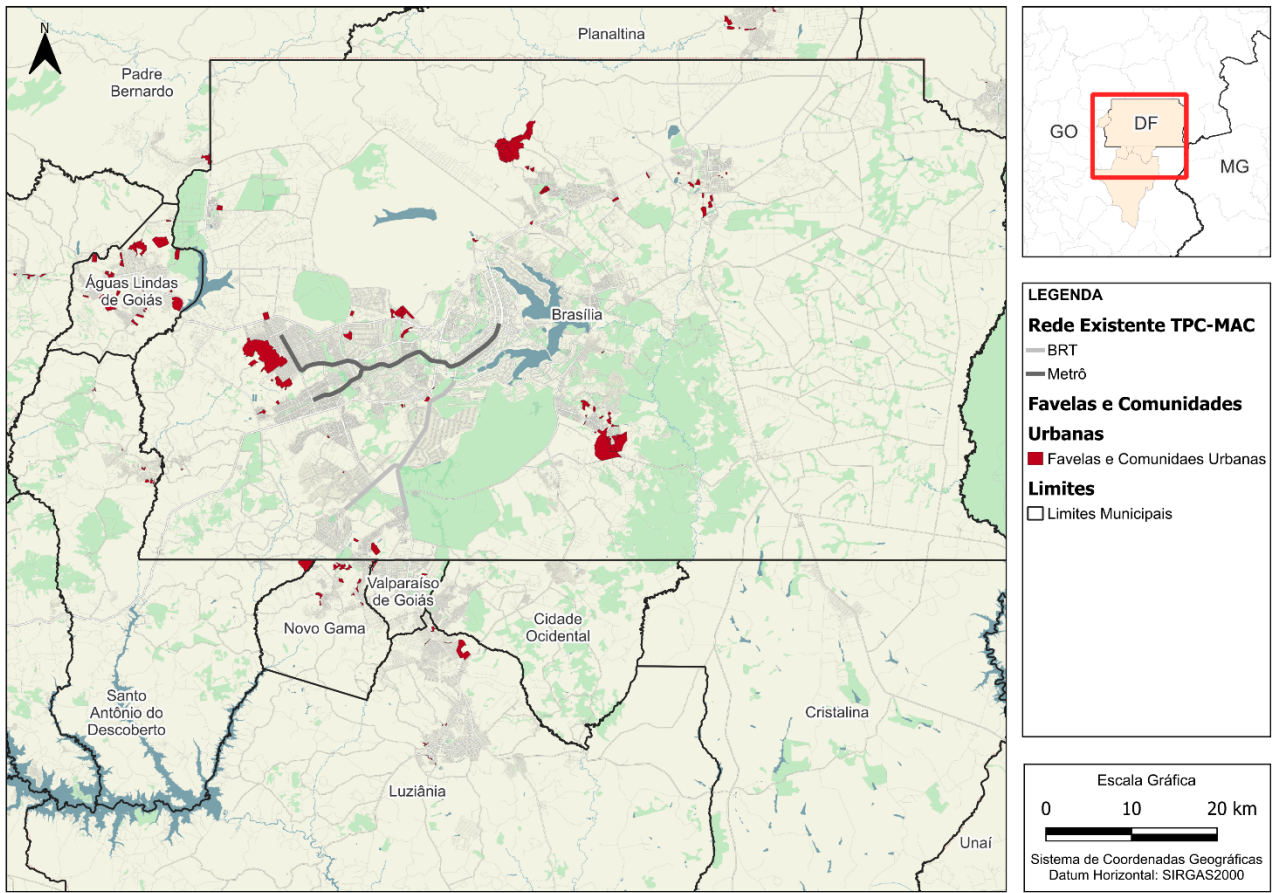 N
Planaltina
Padre
Bernardo
Águas Lindas
de Goiás
Brasília
Valparaíso
de Goiás
Novo Gama
Cidade
Ocidental
Santo
Antônio do
Descoberto
Cristalina
Luziânia
Unaí
GO
DF
MG
LEGENDA
Rede Existente TPC-MAC
BRT
Metrô
Favelas e Comunidades
Urbanas
Favelas e Comunidaes Urbanas
Limites
Limites Municipais
Escala Gráfica
0 10 20 km
Sistema de Coordenadas Geográficas
Datum Horizontal: SIRGAS2000